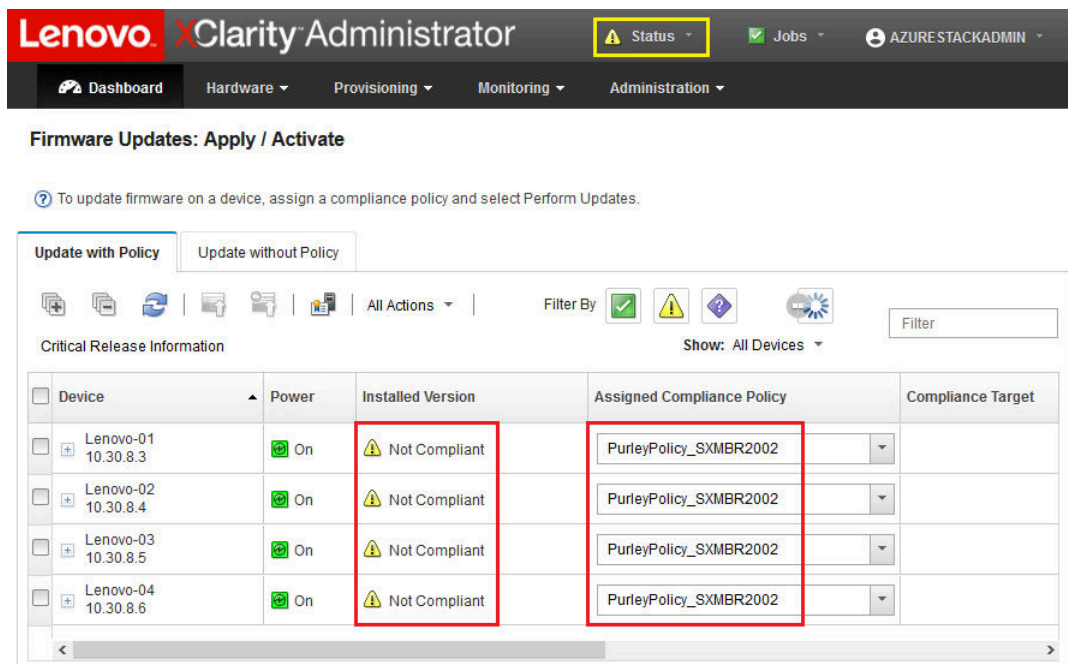 Lenovo. XClarity Administrator Status Jobs AZURESTACKADMIN
Dashboard Hardware Provisioning Monitoring Administration
Firmware Updates: Apply / Activate
? To update firmware on a device, assign a compliance policy and select Perform Updates.
Update with Policy Update without Policy
All Actions Filter By Filter
Critical Release Information Show: All Devices
Device Power Installed Version Assigned Compliance Policy Compliance Target
Lenovo-01
10.30.8.3 On Not Compliant PurleyPolicy_SXMBR2002
Lenovo-02
10.30.8.4 On Not Compliant PurleyPolicy_SXMBR2002
Lenovo-03
10.30.8.5 On Not Compliant PurleyPolicy_SXMBR2002
Lenovo-04
10.30.8.6 On Not Compliant PurleyPolicy_SXMBR2002